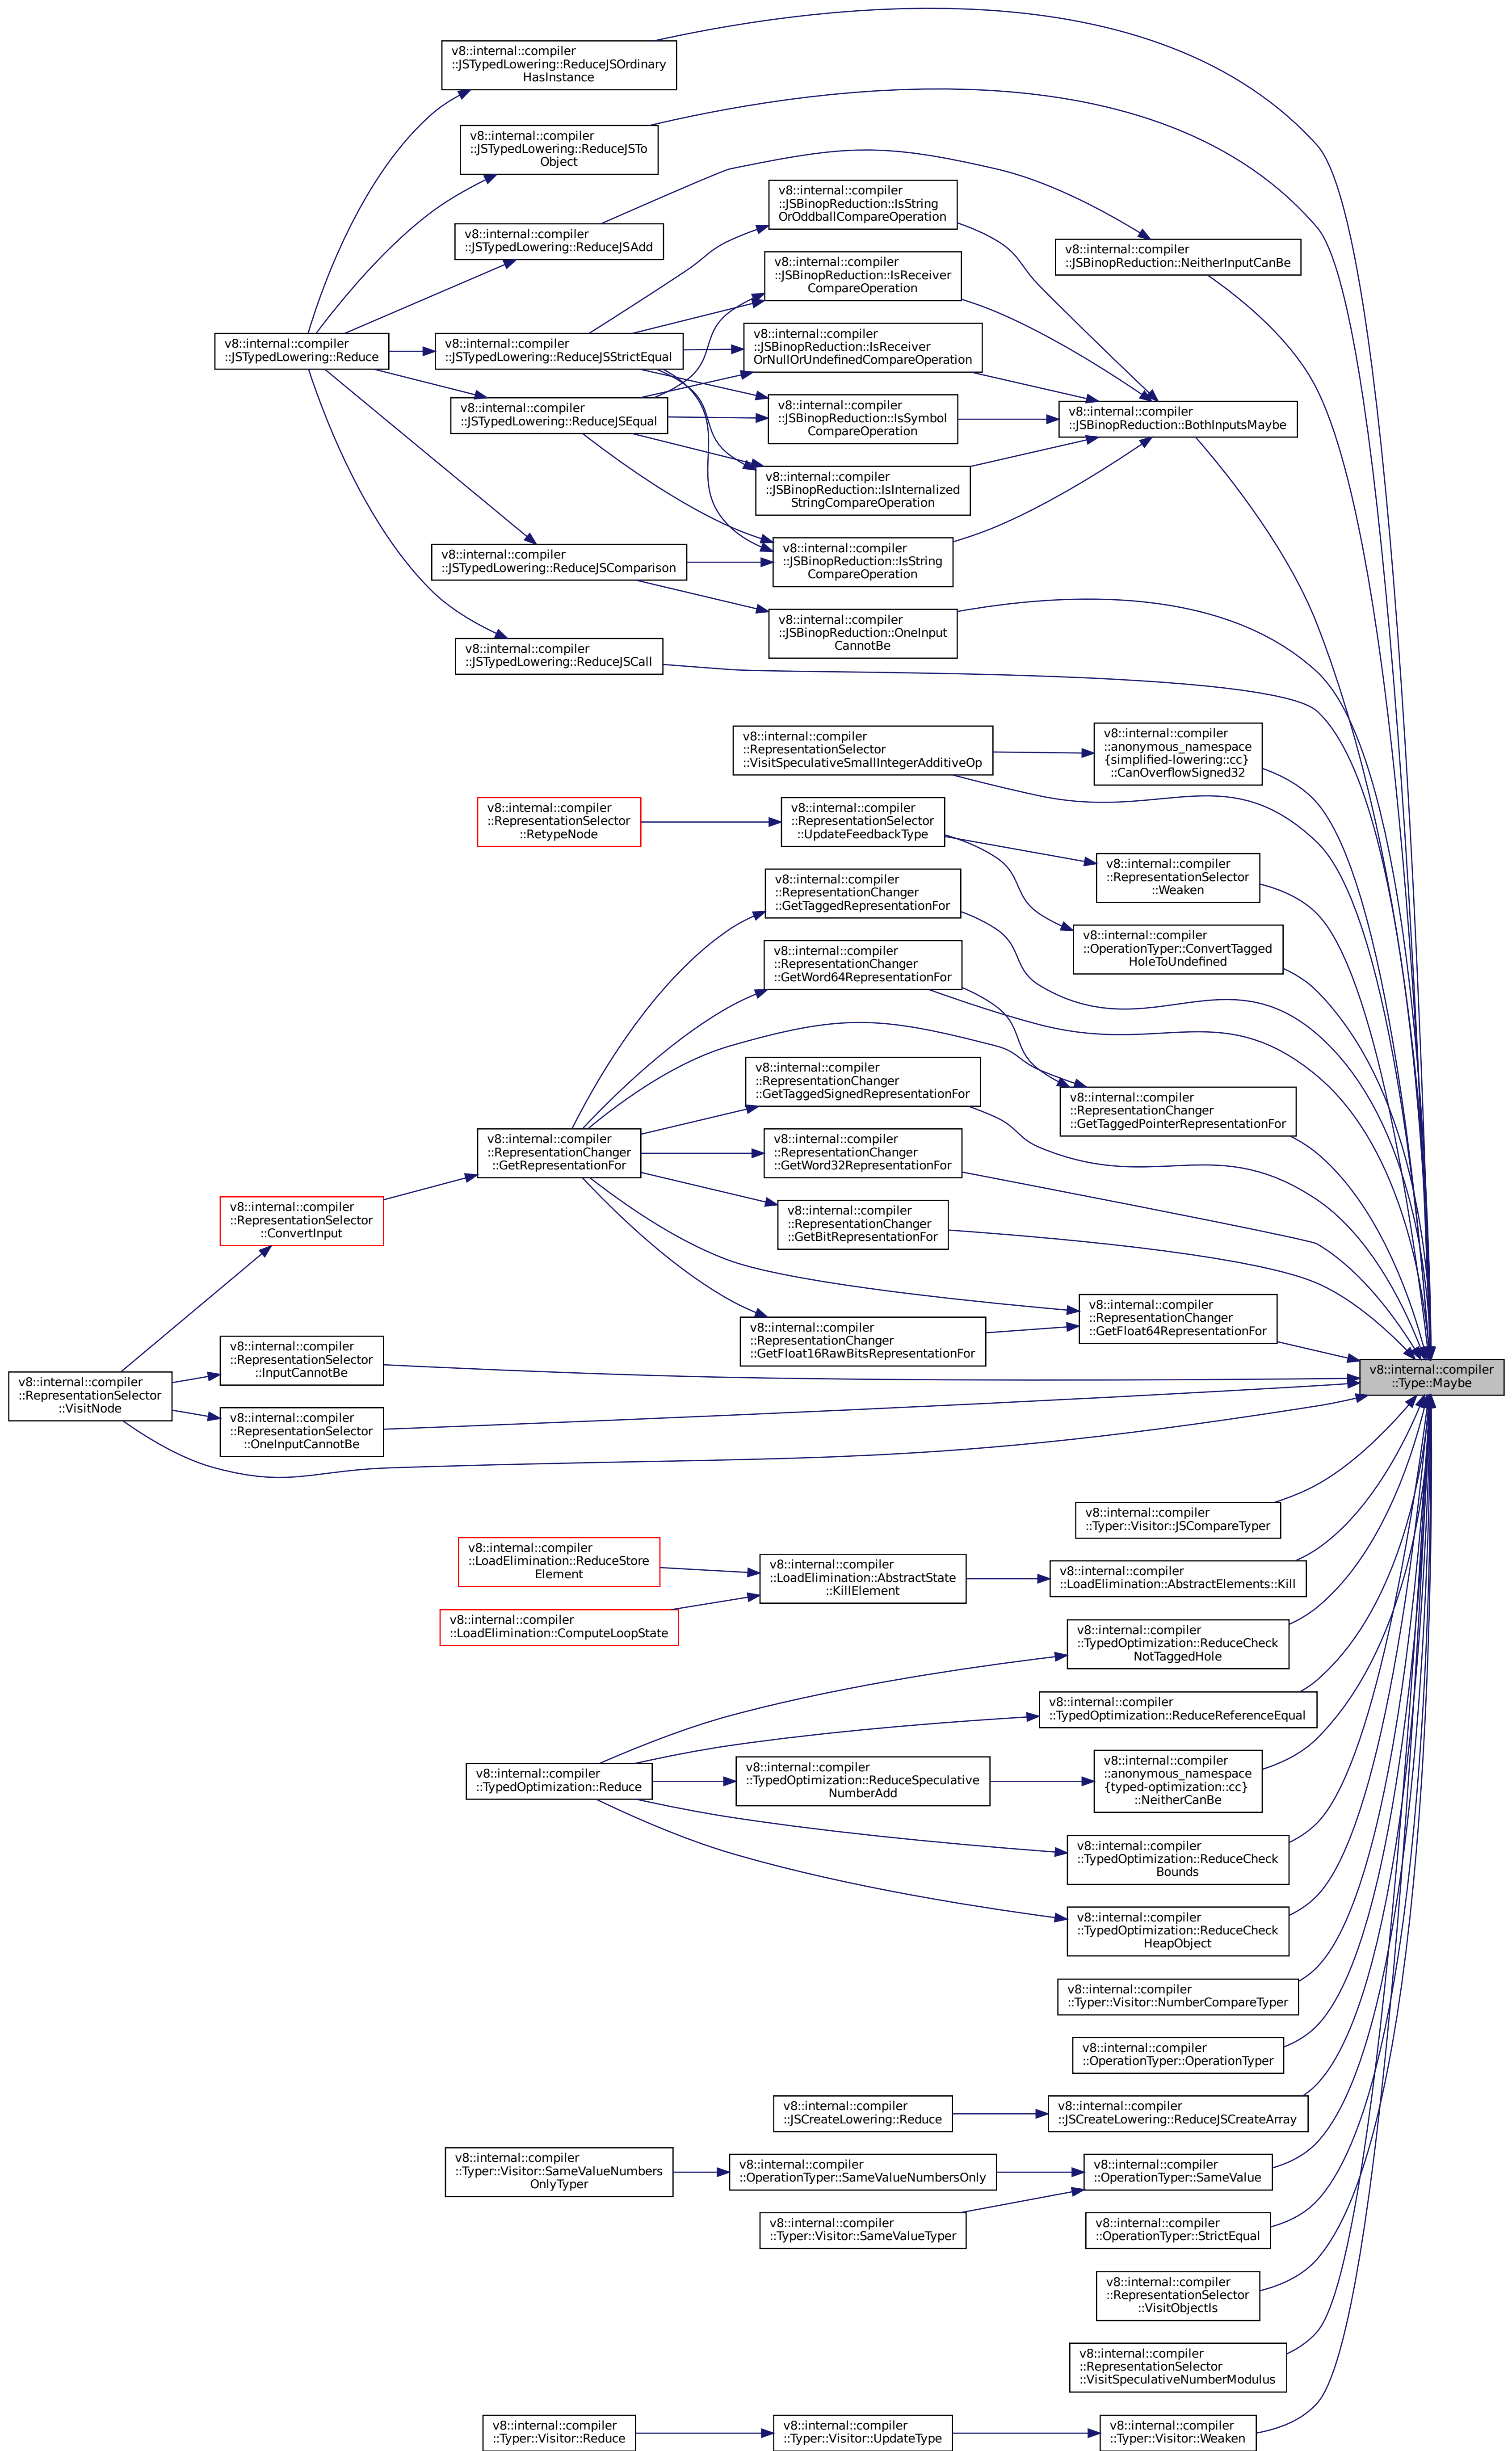 v8::internal::compiler
::JSTypedLowering::ReduceJSOrdinary
HasInstance
v8::internal::compiler
::JSTypedLowering::ReduceJSTo
Object
v8::internal::compiler
::JSTypedLowering::ReduceJSAdd
v8::internal::compiler
::JSBinopReduction::IsString
OrOddballCompareOperation
v8::internal::compiler
::JSBinopReduction::NeitherInputCanBe
v8::internal::compiler
::JSBinopReduction::IsReceiver
CompareOperation
v8::internal::compiler
::JSTypedLowering::Reduce
v8::internal::compiler
::JSTypedLowering::ReduceJSStrictEqual
v8::internal::compiler
::JSBinopReduction::IsReceiver
OrNullOrUndefinedCompareOperation
v8::internal::compiler
::JSTypedLowering::ReduceJSEqual
v8::internal::compiler
::JSBinopReduction::IsSymbol
CompareOperation
v8::internal::compiler
::JSBinopReduction::BothInputsMaybe
v8::internal::compiler
::JSBinopReduction::IsInternalized
StringCompareOperation
v8::internal::compiler
::JSTypedLowering::ReduceJSComparison
v8::internal::compiler
::JSBinopReduction::IsString
CompareOperation
v8::internal::compiler
::JSBinopReduction::OneInput
CannotBe
v8::internal::compiler
::JSTypedLowering::ReduceJSCall
v8::internal::compiler
::RepresentationSelector
::VisitSpeculativeSmallIntegerAdditiveOp
v8::internal::compiler
::anonymous_namespace
{simplified-lowering::cc}
::CanOverflowSigned32
v8::internal::compiler
::RepresentationSelector
::RetypeNode
v8::internal::compiler
::RepresentationSelector
::UpdateFeedbackType
v8::internal::compiler
::RepresentationSelector
::Weaken
v8::internal::compiler
::RepresentationChanger
::GetTaggedRepresentationFor
v8::internal::compiler
::OperationTyper::ConvertTagged
HoleToUndefined
v8::internal::compiler
::RepresentationChanger
::GetWord64RepresentationFor
v8::internal::compiler
::RepresentationChanger
::GetTaggedSignedRepresentationFor
v8::internal::compiler
::RepresentationChanger
::GetTaggedPointerRepresentationFor
v8::internal::compiler
::RepresentationChanger
::GetRepresentationFor
v8::internal::compiler
::RepresentationChanger
::GetWord32RepresentationFor
v8::internal::compiler
::RepresentationSelector
::ConvertInput
v8::internal::compiler
::RepresentationChanger
::GetBitRepresentationFor
v8::internal::compiler
::RepresentationChanger
::GetFloat64RepresentationFor
v8::internal::compiler
::RepresentationChanger
::GetFloat16RawBitsRepresentationFor
v8::internal::compiler
::RepresentationSelector
::InputCannotBe
v8::internal::compiler
::Type::Maybe
v8::internal::compiler
::RepresentationSelector
::VisitNode
v8::internal::compiler
::RepresentationSelector
::OneInputCannotBe
v8::internal::compiler
::Typer::Visitor::JSCompareTyper
v8::internal::compiler
::LoadElimination::ReduceStore
Element
v8::internal::compiler
::LoadElimination::AbstractState
::KillElement
v8::internal::compiler
::LoadElimination::AbstractElements::Kill
v8::internal::compiler
::LoadElimination::ComputeLoopState
v8::internal::compiler
::TypedOptimization::ReduceCheck
NotTaggedHole
v8::internal::compiler
::TypedOptimization::ReduceReferenceEqual
v8::internal::compiler
::TypedOptimization::Reduce
v8::internal::compiler
::TypedOptimization::ReduceSpeculative
NumberAdd
v8::internal::compiler
::anonymous_namespace
{typed-optimization::cc}
::NeitherCanBe
v8::internal::compiler
::TypedOptimization::ReduceCheck
Bounds
v8::internal::compiler
::TypedOptimization::ReduceCheck
HeapObject
v8::internal::compiler
::Typer::Visitor::NumberCompareTyper
v8::internal::compiler
::OperationTyper::OperationTyper
v8::internal::compiler
::JSCreateLowering::Reduce
v8::internal::compiler
::JSCreateLowering::ReduceJSCreateArray
v8::internal::compiler
::Typer::Visitor::SameValueNumbers
OnlyTyper
v8::internal::compiler
::OperationTyper::SameValueNumbersOnly
v8::internal::compiler
::OperationTyper::SameValue
v8::internal::compiler
::Typer::Visitor::SameValueTyper
v8::internal::compiler
::OperationTyper::StrictEqual
v8::internal::compiler
::RepresentationSelector
::VisitObjectIs
v8::internal::compiler
::RepresentationSelector
::VisitSpeculativeNumberModulus
v8::internal::compiler
::Typer::Visitor::Reduce
v8::internal::compiler
::Typer::Visitor::UpdateType
v8::internal::compiler
::Typer::Visitor::Weaken